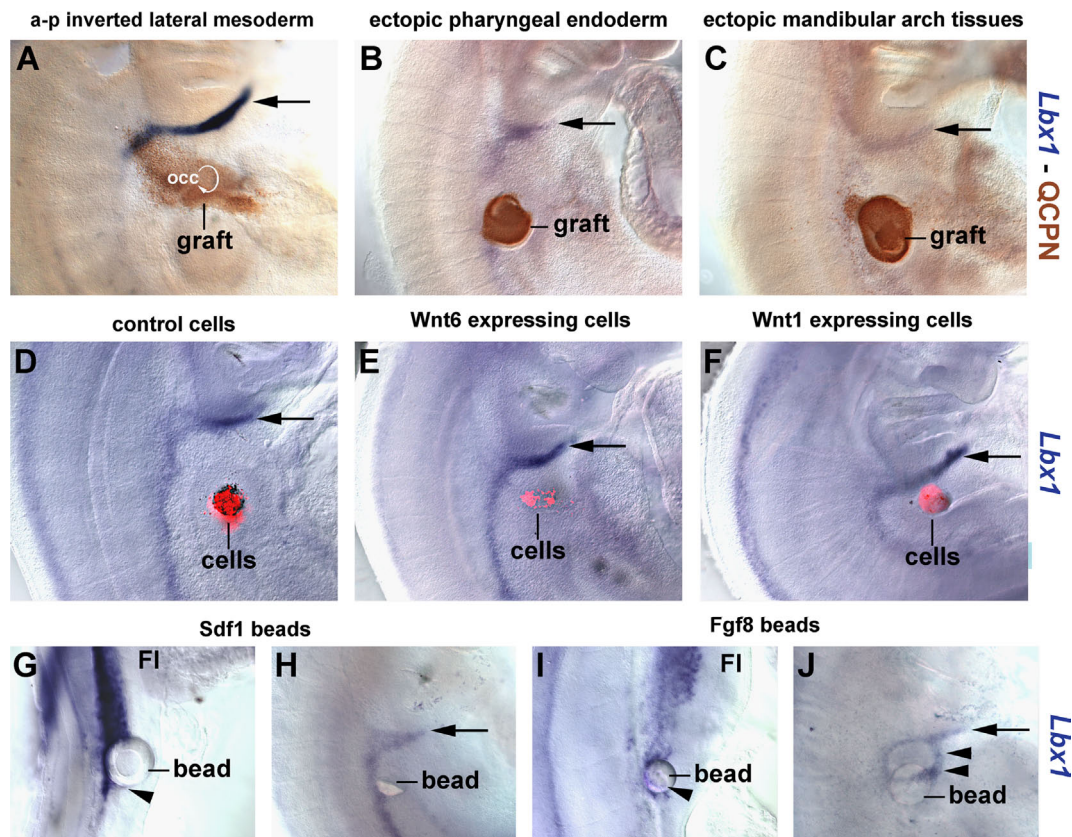 a-p inverted lateral mesoderm
ectopic pharyngeal endoderm
ectopic mandibular arch tissues
A
B
C
occ
graft
graft
graft
Lbx1 - QCPN
control cells
Wnt6 expressing cells
Wnt1 expressing cells
D
E
F
cells
cells
cells
Lbx1
Sdf1 beads
Fgf8 beads
G
Fl
H
I
Fl
J
bead
bead
bead
bead
Lbx1